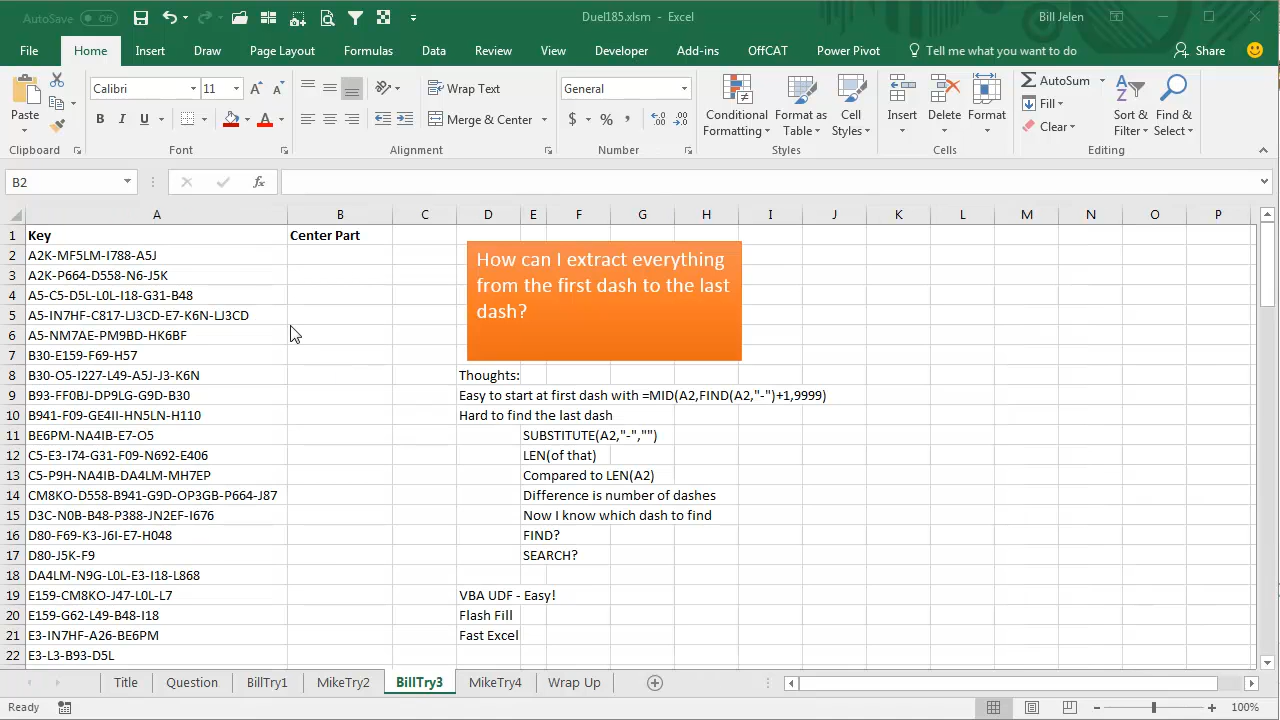 AutoSave Off Duel185.xlsm - Excel Bill Jelen
File Home Insert Draw Page Layout Formulas Data Review View Developer Add-ins OffCAT Power Pivot Tell me what you want to do Share
Paste
Calibri 11
Wrap Text
General
Conditional Formatting
Format as Table
Cell Styles
Insert Delete Format
AutoSum
Fill
Clear
Sort & Filter
Find & Select
B I U
Merge & Center
$ % ,
Clipboard Font Alignment Number Styles Cells Editing
B2 fx
A B C D E F G H I J K L M N O P
1 Key Center Part
2 A2K-MF5LM-I788-A5J
How can I extract everything
from the first dash to the last
dash?
3 A2K-P664-D558-N6-J5K
4 A5-C5-D5L-L0L-I18-G31-B48
5 A5-IN7HF-C817-LJ3CD-E7-K6N-LJ3CD
6 A5-NM7AE-PM9BD-HK6BF
7 B30-E159-F69-H57
8 B30-O5-I227-L49-A5J-J3-K6N Thoughts:
9 B93-FF0BJ-DP9LG-G9D-B30 Easy to start at first dash with =MID(A2,FIND(A2,"-")+1,9999)
10 B941-F09-GE4II-HN5LN-H110 Hard to find the last dash
11 BE6PM-NA4IB-E7-O5 SUBSTITUTE(A2,"-","")
12 C5-E3-I74-G31-F09-N692-E406 LEN(of that)
13 C5-P9H-NA4IB-DA4LM-MH7EP Compared to LEN(A2)
14 CM8KO-D558-B941-G9D-OP3GB-P664-J87 Difference is number of dashes
15 D3C-N0B-B48-P388-JN2EF-I676 Now I know which dash to find
16 D80-F69-K3-J6I-E7-H048 FIND?
17 D80-J5K-F9 SEARCH?
18 DA4LM-N9G-L0L-E3-I18-L868
19 E159-CM8KO-J47-L0L-L7 VBA UDF - Easy!
20 E159-G62-L49-B48-I18 Flash Fill
21 E3-IN7HF-A26-BE6PM Fast Excel
22 E3-L3-B93-D5L
Title Question BillTry1 MikeTry2 BillTry3 MikeTry4 Wrap Up
Ready 100%